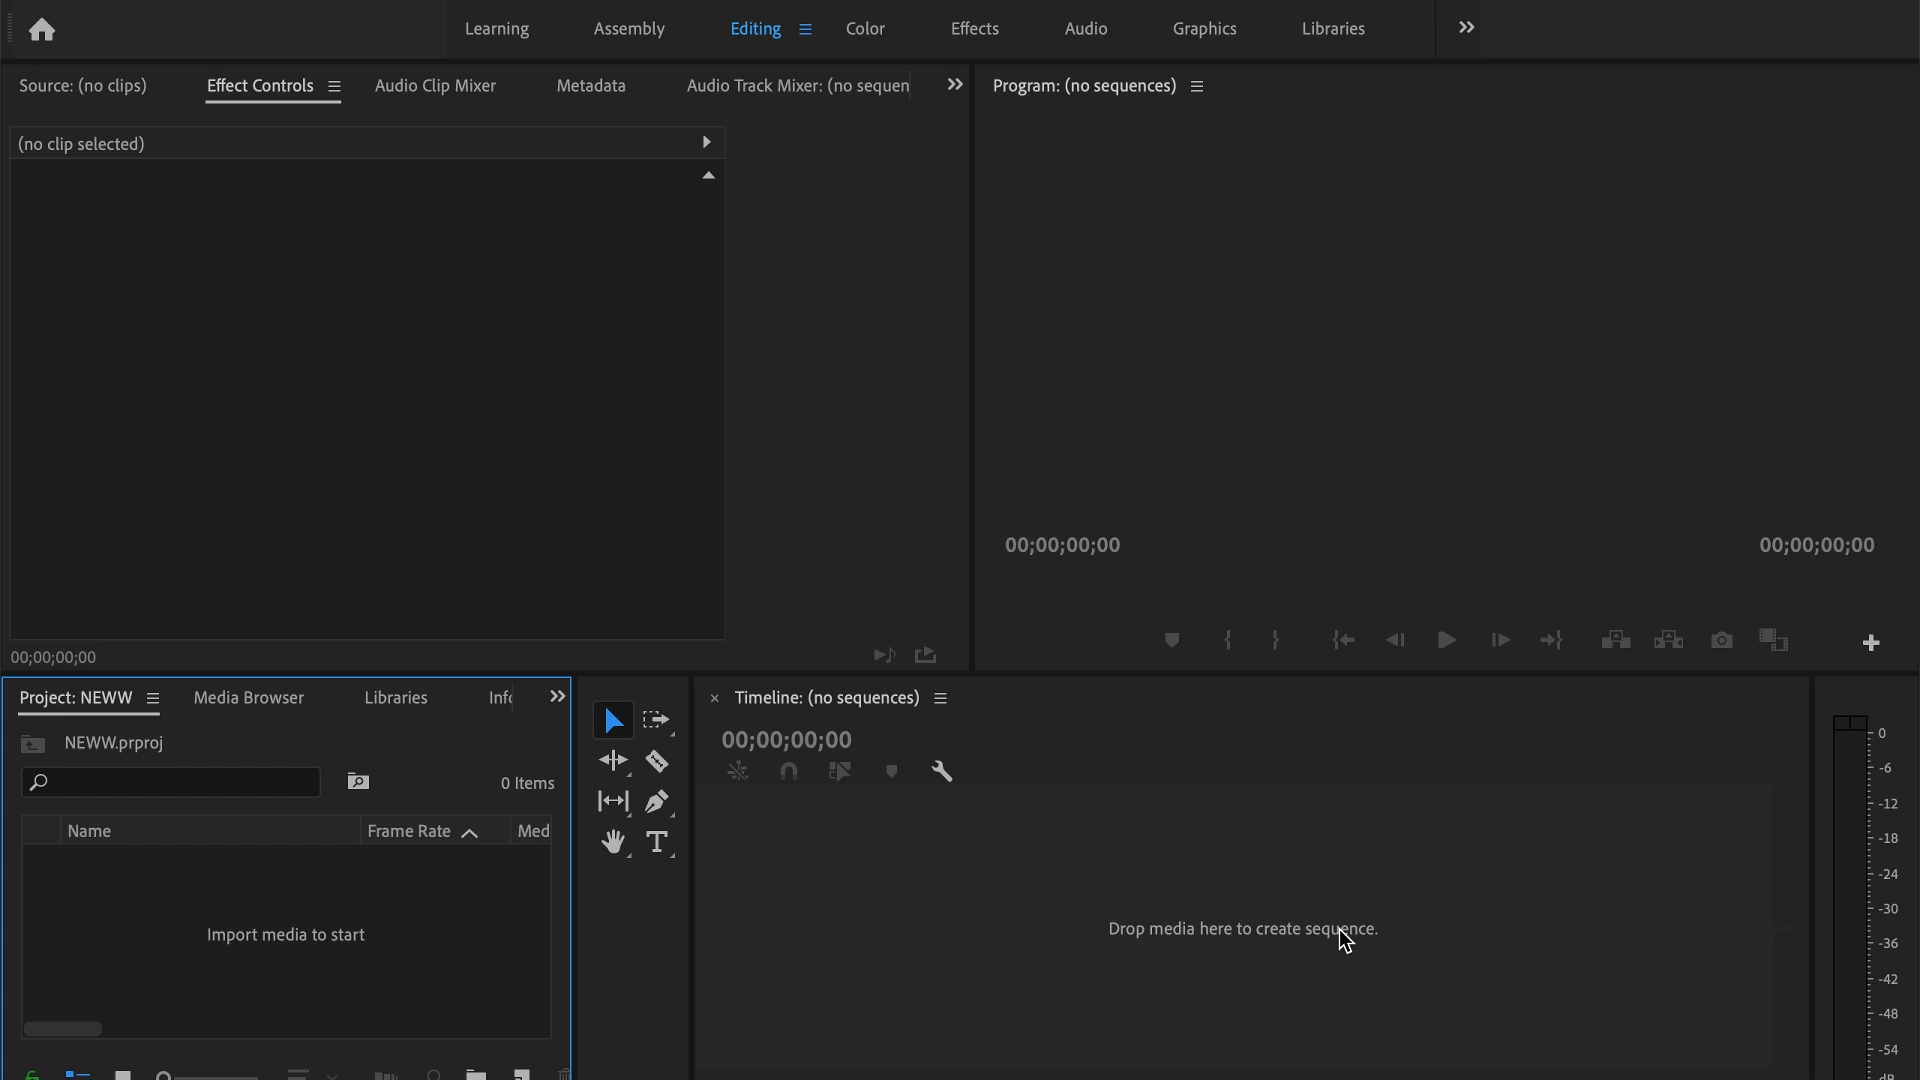 Learning
Assembly
Editing
Color
Effects
Audio
Graphics
Libraries
Source: (no clips)
Effect Controls
Audio Clip Mixer
Metadata
Audio Track Mixer: (no sequen
Program: (no sequences)
(no clip selected)
00;00;00;00
00;00;00;00
00;00;00;00
Project: NEWW
Media Browser
Libraries
Info
Timeline: (no sequences)
NEWW.prproj
00;00;00;00
0 Items
Name
Frame Rate
Med
Import media to start
Drop media here to create sequence.
0
-6
-12
-18
-24
-30
-36
-42
-48
-54
dB